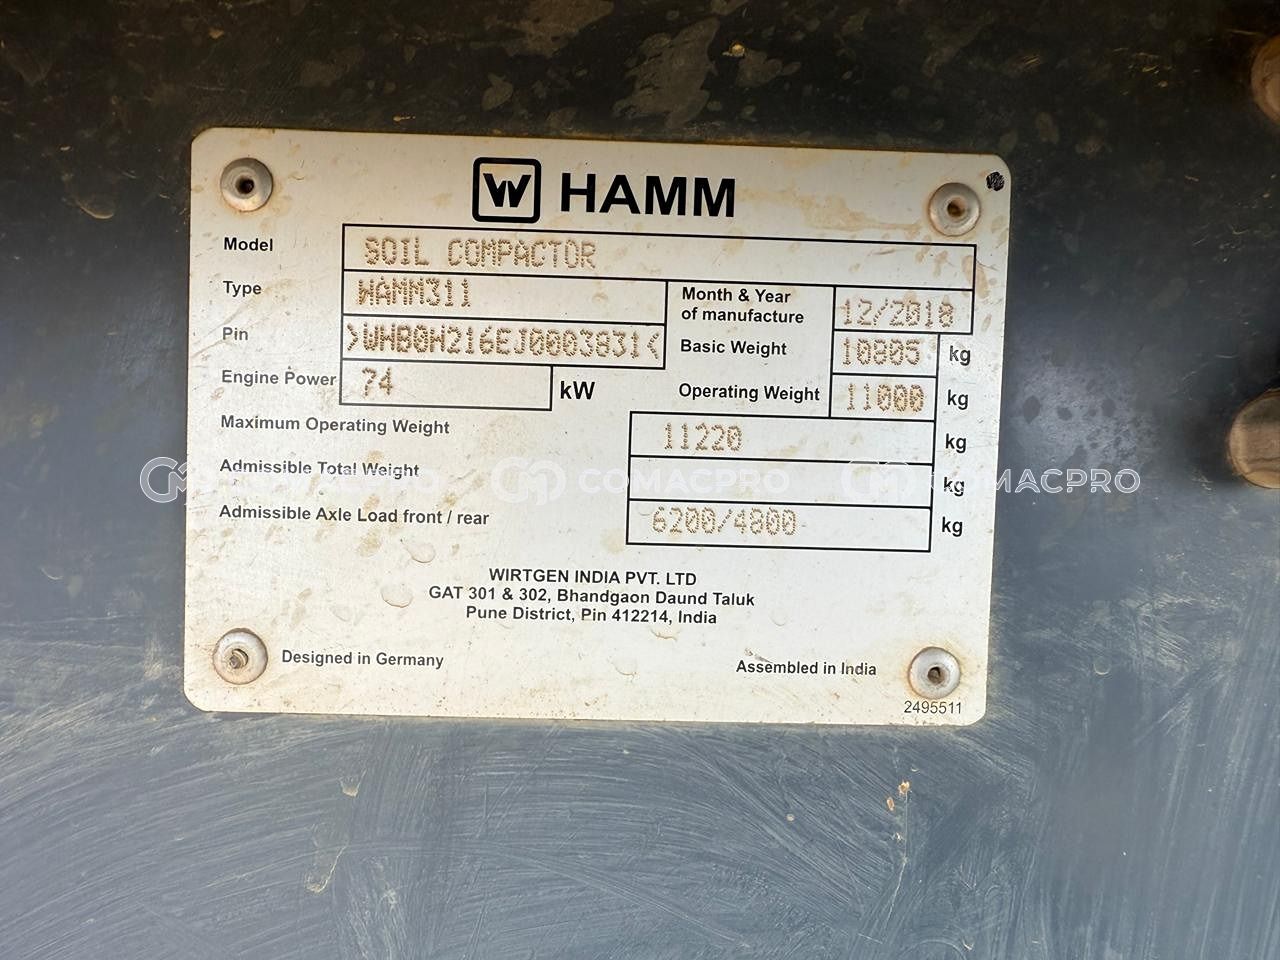 W HAMM
Model SOIL COMPACTOR
Type HAMM311
Month & Year of manufacture 12/2018
Pin >WHB0H216EJ0003831<
Basic Weight 10805 kg
Engine Power 74 kW
Operating Weight 11000 kg
Maximum Operating Weight 11220 kg
Admissible Total Weight kg
Admissible Axle Load front / rear 6200/4800 kg
COMACPRO COMACPRO COMACPRO
WIRTGEN INDIA PVT. LTD
GAT 301 & 302, Bhandgaon Daund Taluk
Pune District, Pin 412214, India
Designed in Germany
Assembled in India
2495511